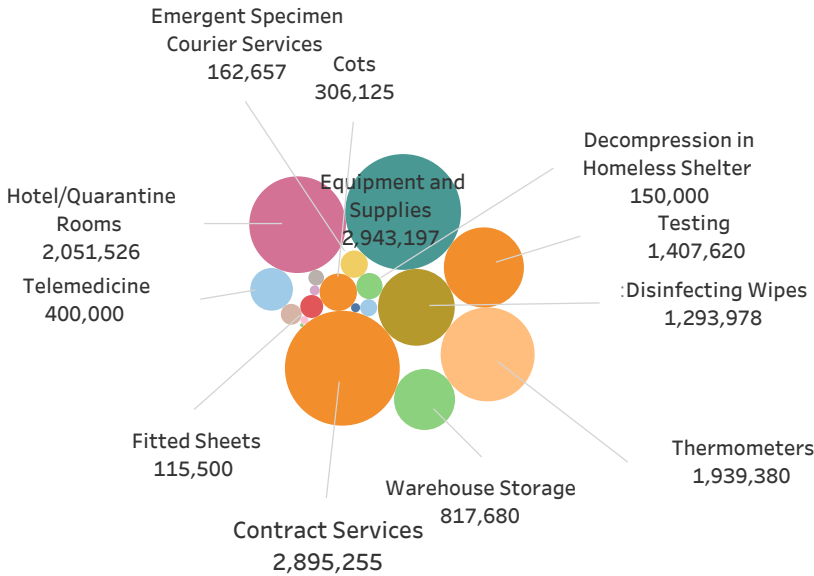 Emergent Specimen
Courier Services
162,657
Cots
306,125
Decompression in
Homeless Shelter
150,000
Equipment and
Supplies
2,943,197
Hotel/Quarantine
Rooms
2,051,526
Testing
1,407,620
Telemedicine
400,000
:Disinfecting Wipes
1,293,978
Fitted Sheets
115,500
Thermometers
1,939,380
Warehouse Storage
817,680
Contract Services
2,895,255